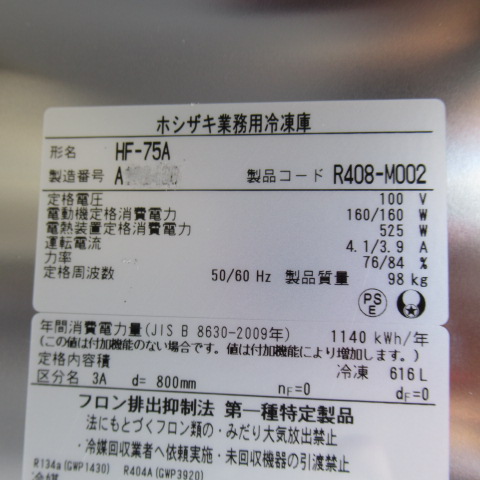 ホシザキ業務用冷凍庫
形名 HF-75A
製造番号 A
製品コード R408-M002
定格電圧 100 V
電動機定格消費電力 160/160 W
電熱装置定格消費電力 525 W
運転電流 4.1/3.9 A
力率 76/84 %
定格周波数 50/60 Hz 製品質量 98 kg
PS
E
年間消費電力量(JIS B 8630-2009年) 1140 kWh/年
(この値は付加機能のない場合です。値は付加機能により増加します。)
定格内容積 冷凍 616 L
区分名 3A d= 800mm nF=0 dF=0
フロン排出抑制法 第一種特定製品
・法にもとづくフロン類の・みだり大気放出禁止
・冷媒回収業者へ依頼実施・未回収機器の引渡禁止
R134a(GWP1430) R404A(GWP3920)
冷媒